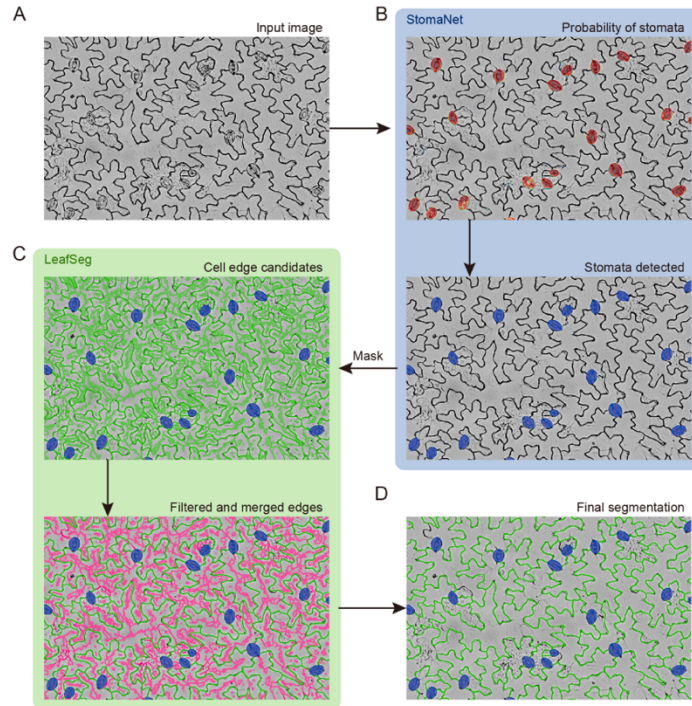 A
Input image
B
StomaNet
Probability of stomata
C
LeafSeg
Cell edge candidates
Stomata detected
Mask
Filtered and merged edges
D
Final segmentation